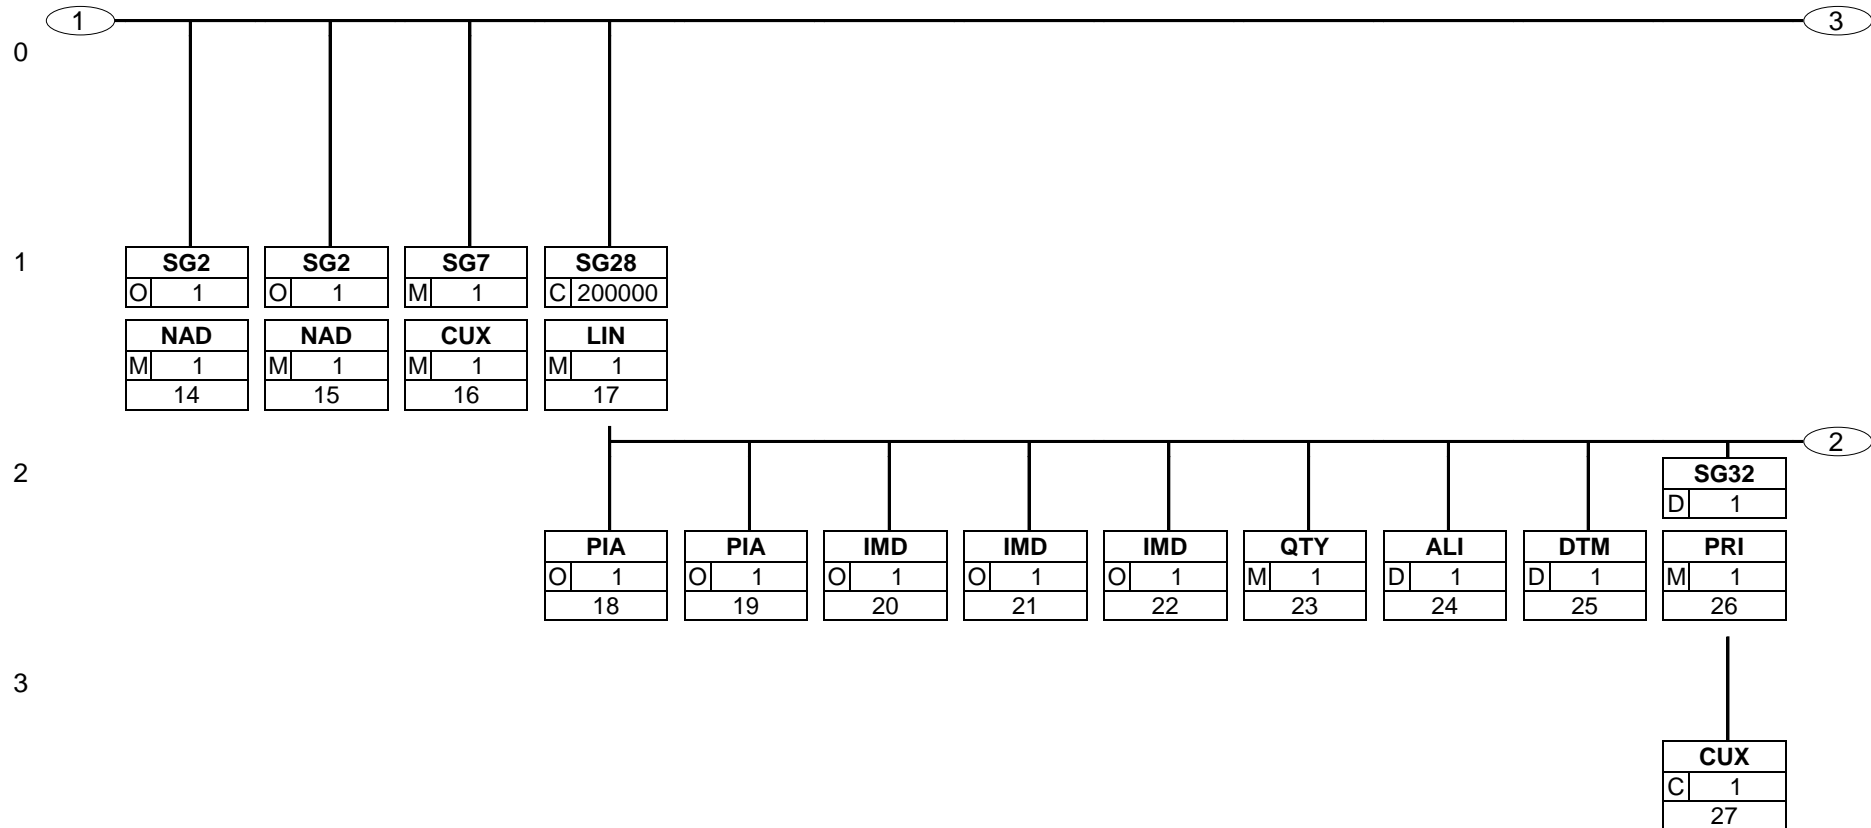 1 3
0
1
SG2 SG2 SG7 SG28
O 1 O 1 M 1 C 200000
NAD NAD CUX LIN
M 1 M 1 M 1 M 1
14 15 16 17
2
2
SG32
D 1
PIA PIA IMD IMD IMD QTY ALI DTM PRI
O 1 O 1 O 1 O 1 O 1 M 1 D 1 D 1 M 1
18 19 20 21 22 23 24 25 26
3
CUX
C 1
27